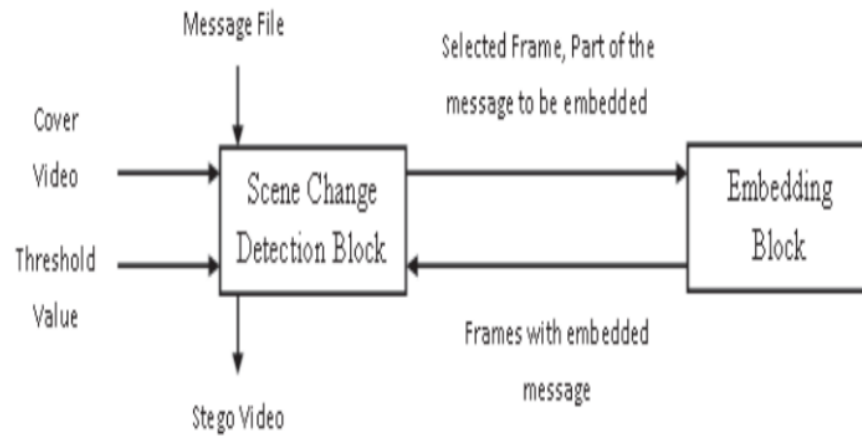 Message File
Selected Frame, Part of the
message to be embedded
Cover
Video
Scene Change
Detection Block
Embedding
Block
Threshold
Value
Frames with embedded
message
Stego Video